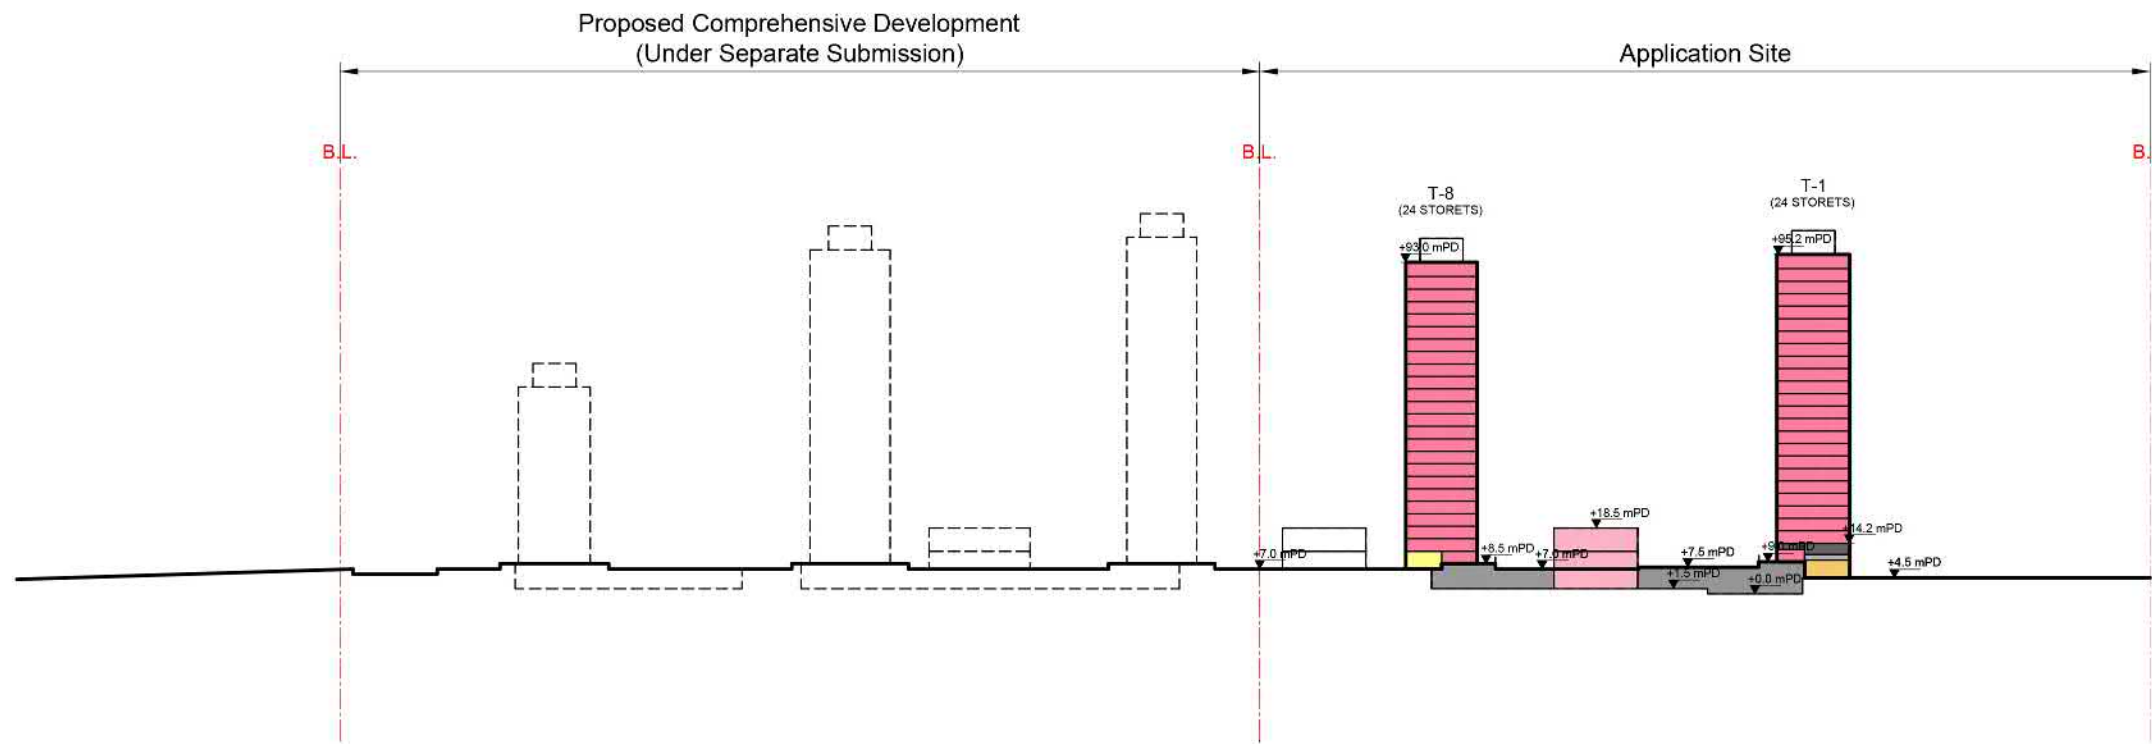 Proposed Comprehensive Development
(Under Separate Submission)
Application Site
B.L.
B.L.
B.
T-8
(24 STORETS)
T-1
(24 STORETS)
+93.0 mPD
+95.2 mPD
+18.5 mPD
+14.2 mPD
+7.0 mPD
+8.5 mPD
+7.0 mPD
+7.5 mPD
+9.0 mPD
+4.5 mPD
+1.5 mPD
+0.0 mPD